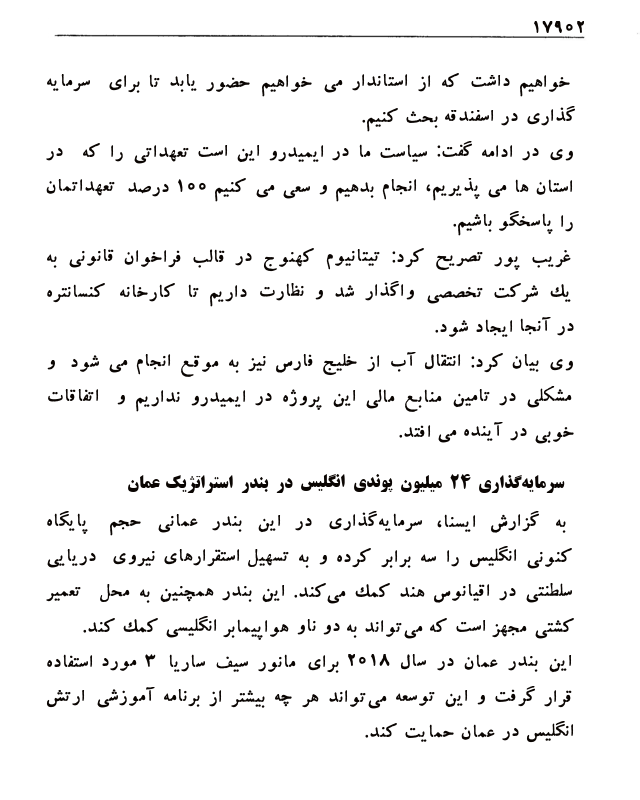 ۱۷۹۰۲
خواهیم داشت که از استاندار می خواهیم حضور یابد تا برای سرمایه
گذاری در اسفندقه بحث کنیم.
وی در ادامه گفت: سیاست ما در ایمیدرو این است تعهداتی را که در
استان ها می پذیریم، انجام بدهیم و سعی می کنیم ۱۰۰ درصد تعهداتمان
را پاسخگو باشیم.
غریب پور تصریح کرد: تیتانیوم کهنوج در قالب فراخوان قانونی به
یك شرکت تخصصی واگذار شد و نظارت داریم تا کارخانه کنسانتره
در آنجا ایجاد شود.
وی بیان کرد: انتقال آب از خلیج فارس نیز به موقع انجام می شود و
مشکلی در تامین منابع مالی این پروژه در ایمیدرو نداریم و اتفاقات
خوبی در آینده می افتد.
سرمایه‌گذاری ۲۴ میلیون پوندی انگلیس در بندر استراتژیک عمان
به گزارش ایسنا، سرمایه‌گذاری در این بندر عمانی حجم پایگاه
کنونی انگلیس را سه برابر کرده و به تسهیل استقرارهای نیروی دریایی
سلطنتی در اقیانوس هند کمك می‌کند. این بندر همچنین به محل تعمیر
کشتی مجهز است که می‌تواند به دو ناو هواپیمابر انگلیسی کمك کند.
این بندر عمان در سال ۲۰۱۸ برای مانور سیف ساریا ۳ مورد استفاده
قرار گرفت و این توسعه می‌تواند هر چه بیشتر از برنامه آموزشی ارتش
انگلیس در عمان حمایت کند.